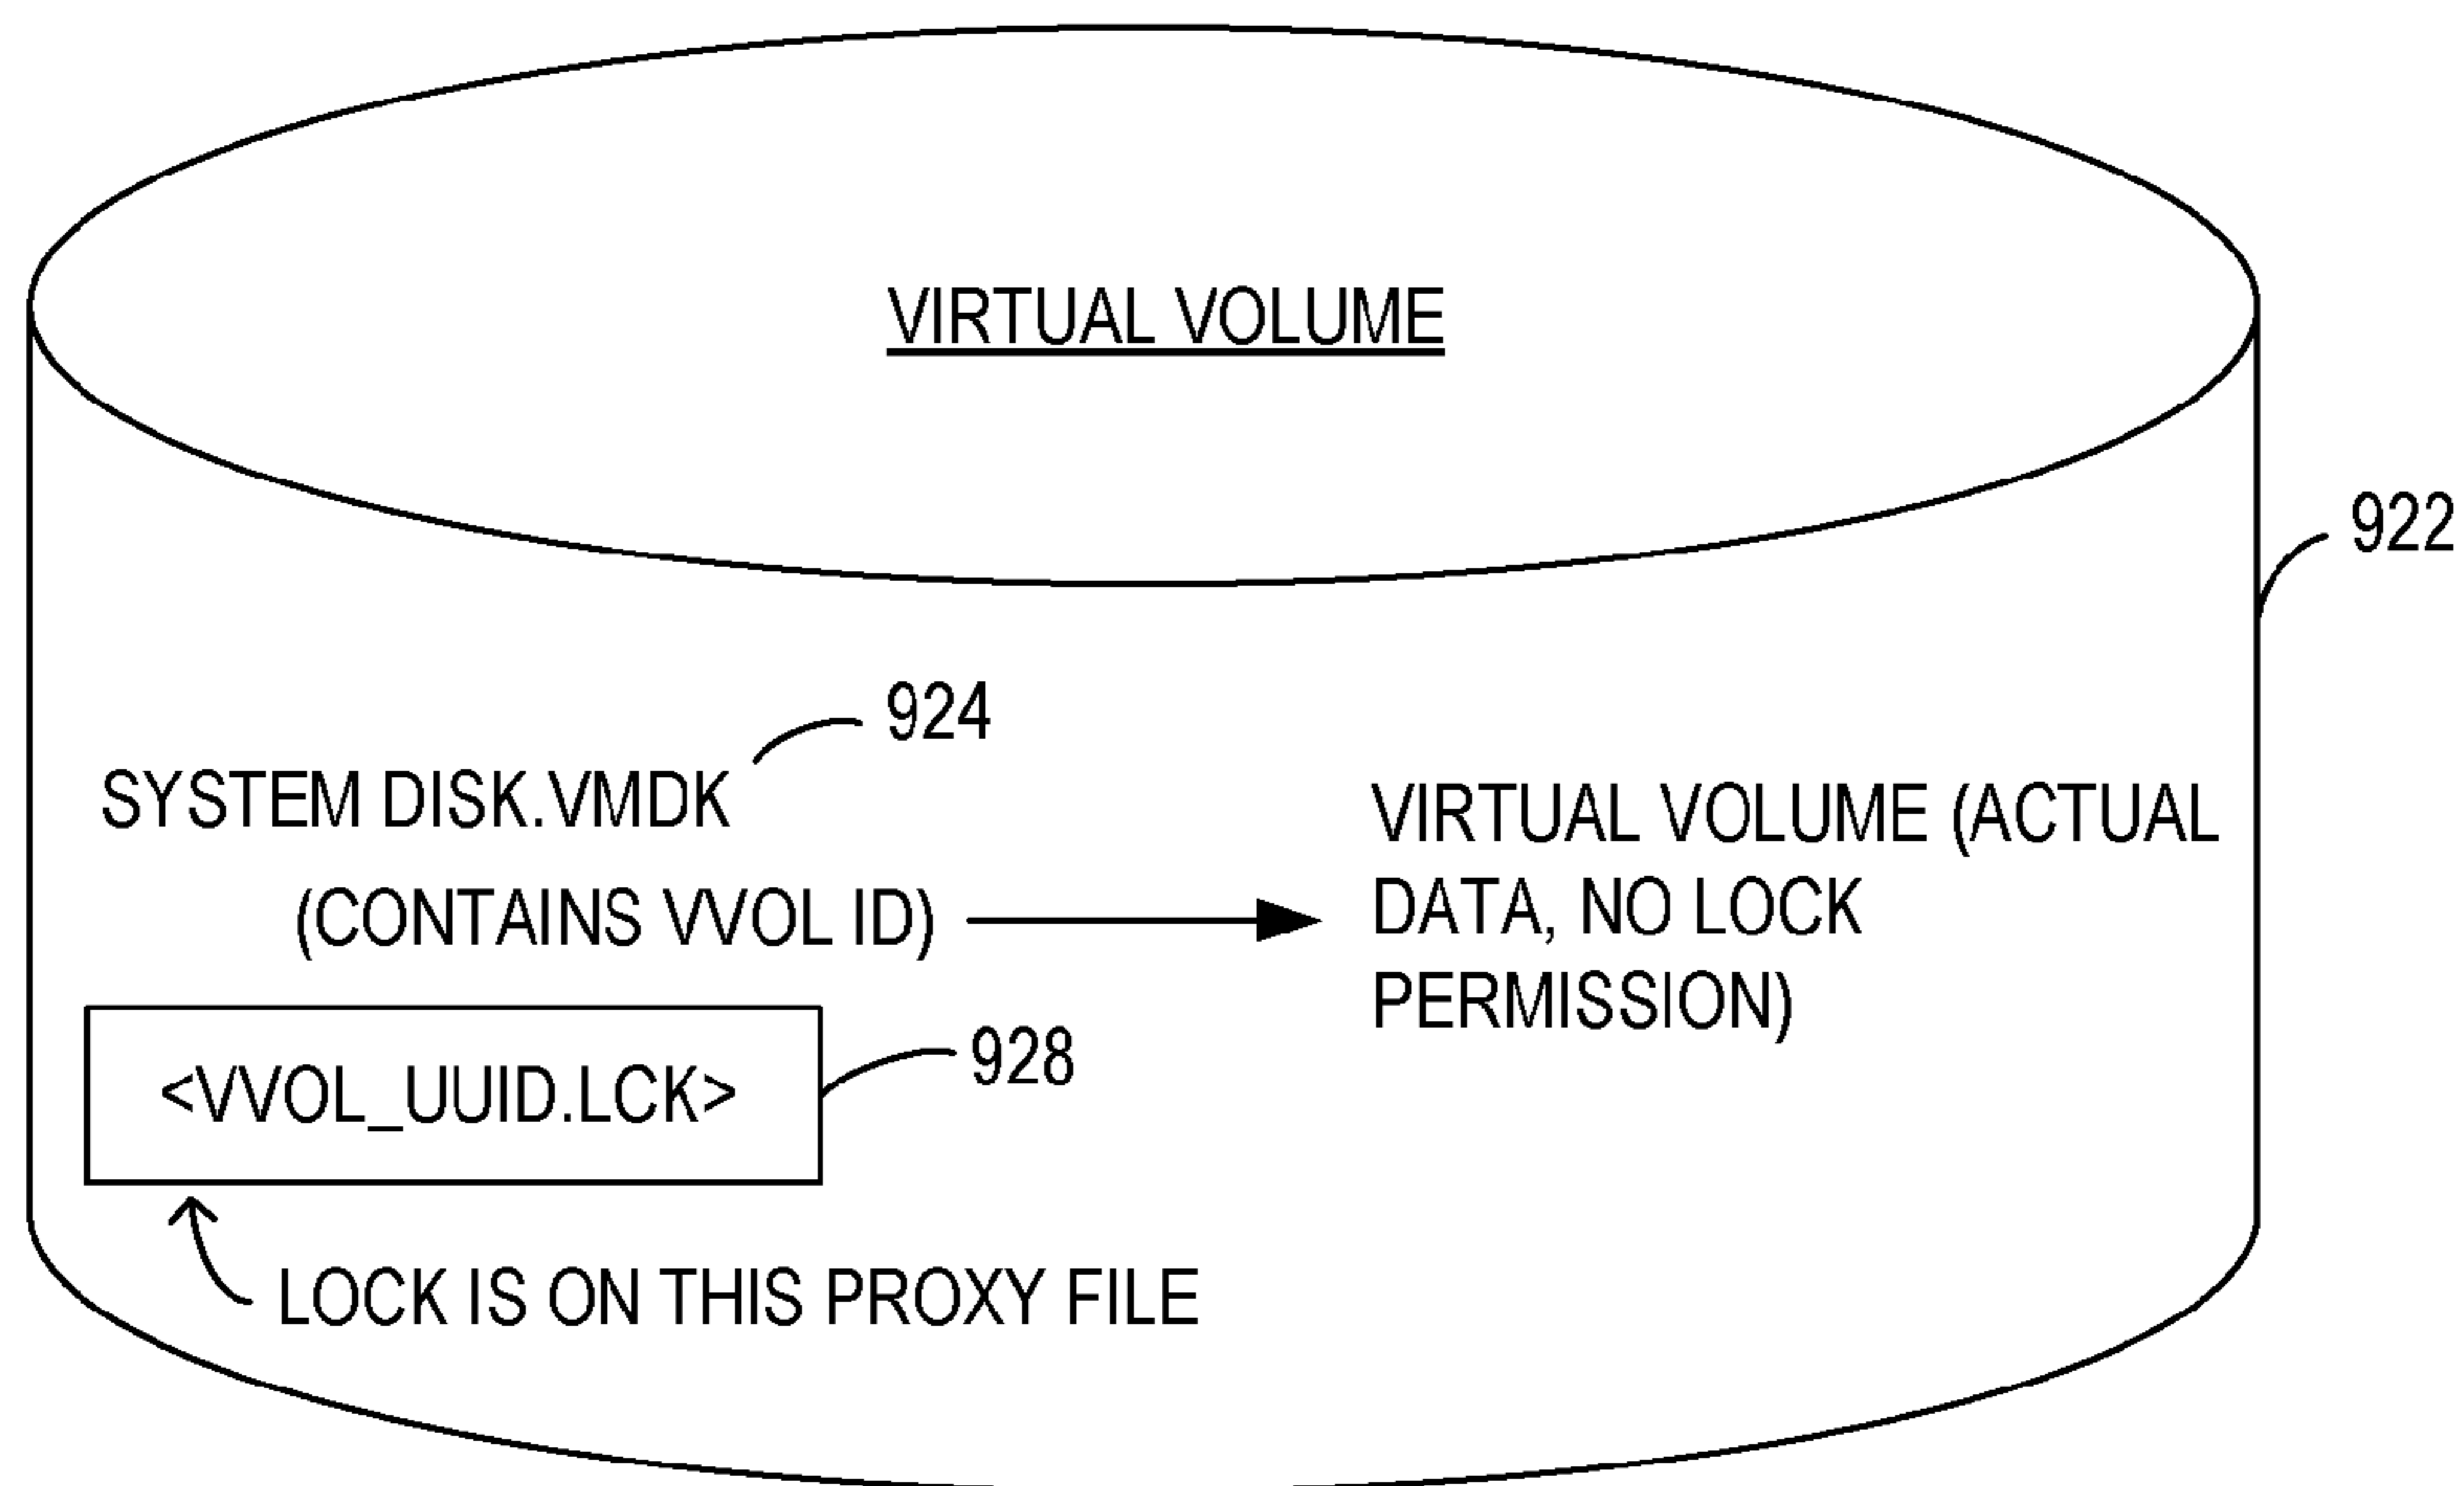 VIRTUAL VOLUME
922
924
SYSTEM DISK.VMDK
(CONTAINS VVOL ID)
VIRTUAL VOLUME (ACTUAL
DATA, NO LOCK
PERMISSION)
928
<VVOL_UUID.LCK>
LOCK IS ON THIS PROXY FILE